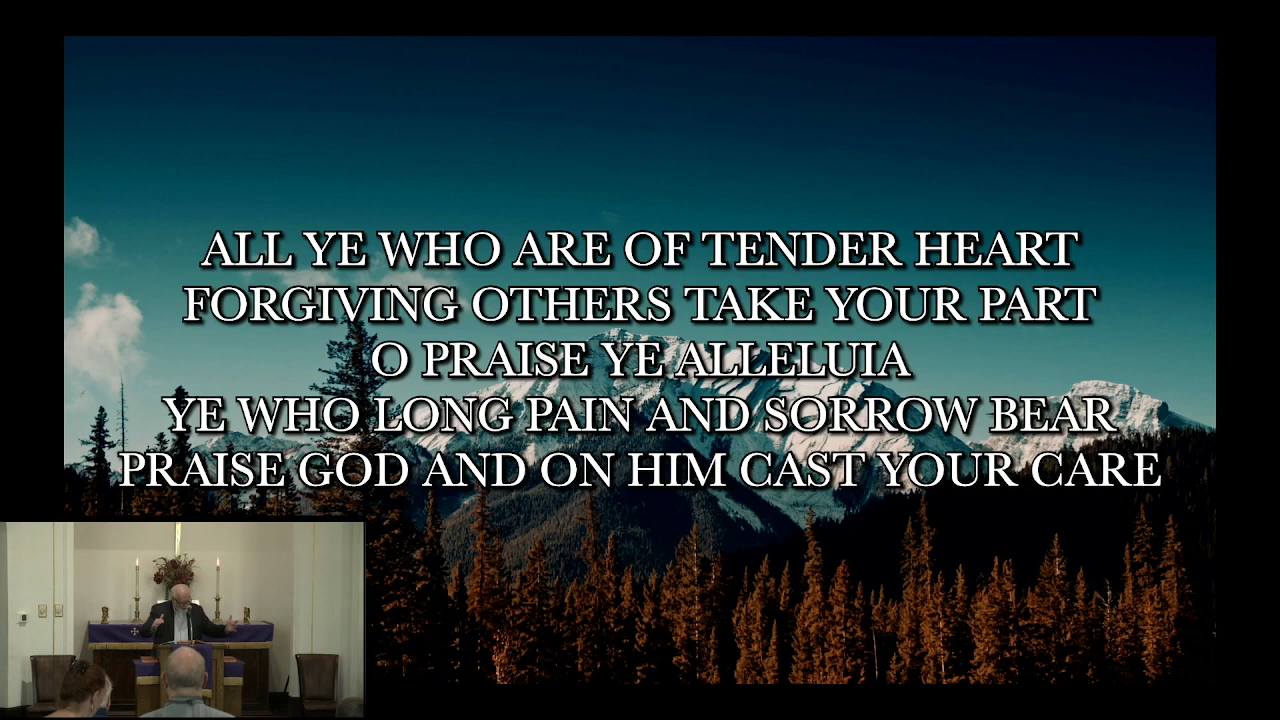 ALL YE WHO ARE OF TENDER HEART
FORGIVING OTHERS TAKE YOUR PART
O PRAISE YE ALLELUIA
YE WHO LONG PAIN AND SORROW BEAR
PRAISE GOD AND ON HIM CAST YOUR CARE